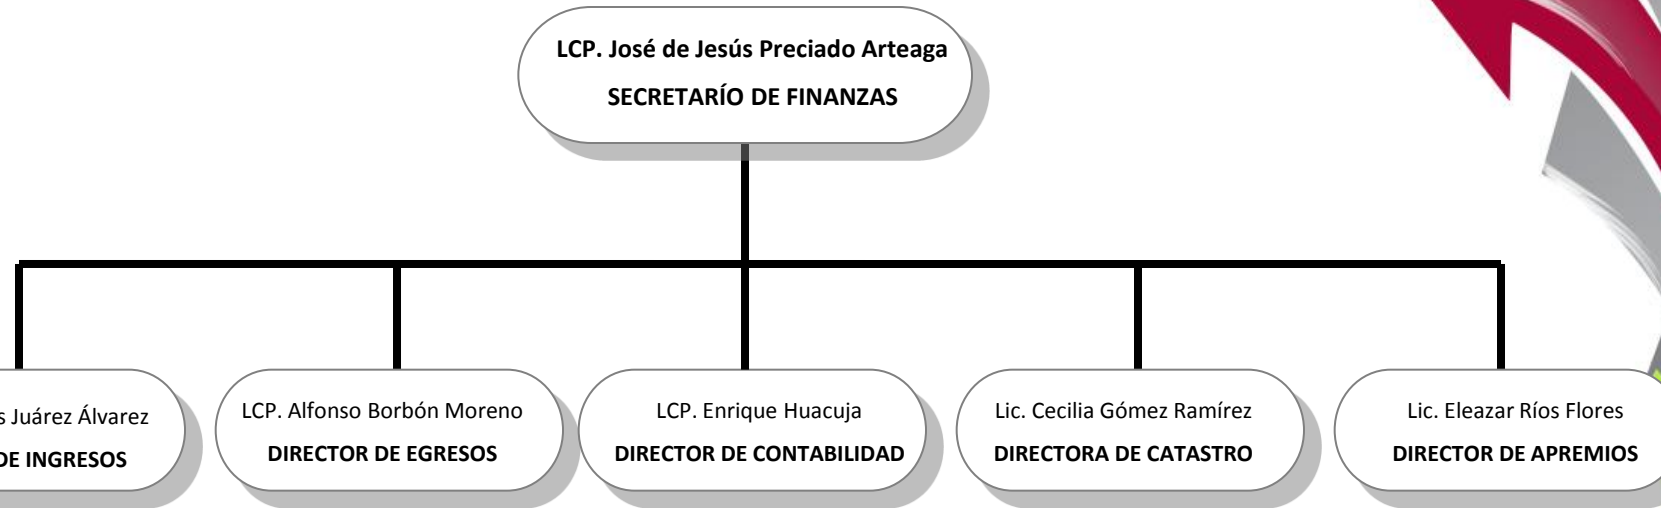 LCP. José de Jesús Preciado Arteaga
SECRETARÍO DE FINANZAS
Juárez Álvarez
DE INGRESOS
LCP. Alfonso Borbón Moreno
DIRECTOR DE EGRESOS
LCP. Enrique Huacuja
DIRECTOR DE CONTABILIDAD
Lic. Cecilia Gómez Ramírez
DIRECTORA DE CATASTRO
Lic. Eleazar Ríos Flores
DIRECTOR DE APREMIOS